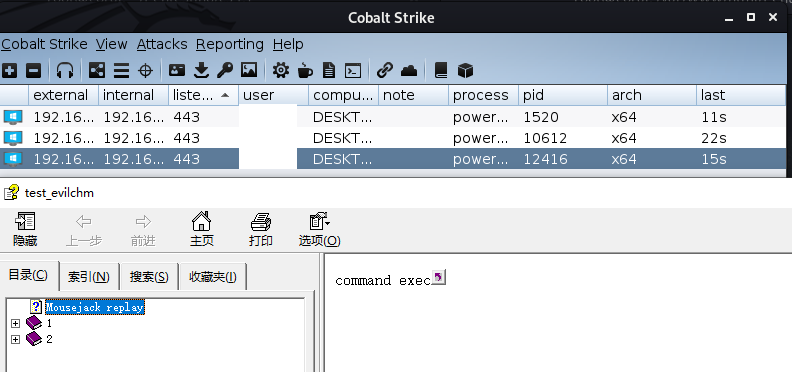 Cobalt Strike
Cobalt Strike View Attacks Reporting Help
external internal liste... user compu... note process pid arch last
192.16... 192.16... 443 DESKT... power... 1520 x64 11s
192.16... 192.16... 443 DESKT... power... 10612 x64 22s
192.16... 192.16... 443 DESKT... power... 12416 x64 15s
test_evilchm
隐藏 上一步 前进 主页 打印 选项(O)
目录(C) 索引(N) 搜索(S) 收藏夹(I)
Mousejack replay
1
2
command exec